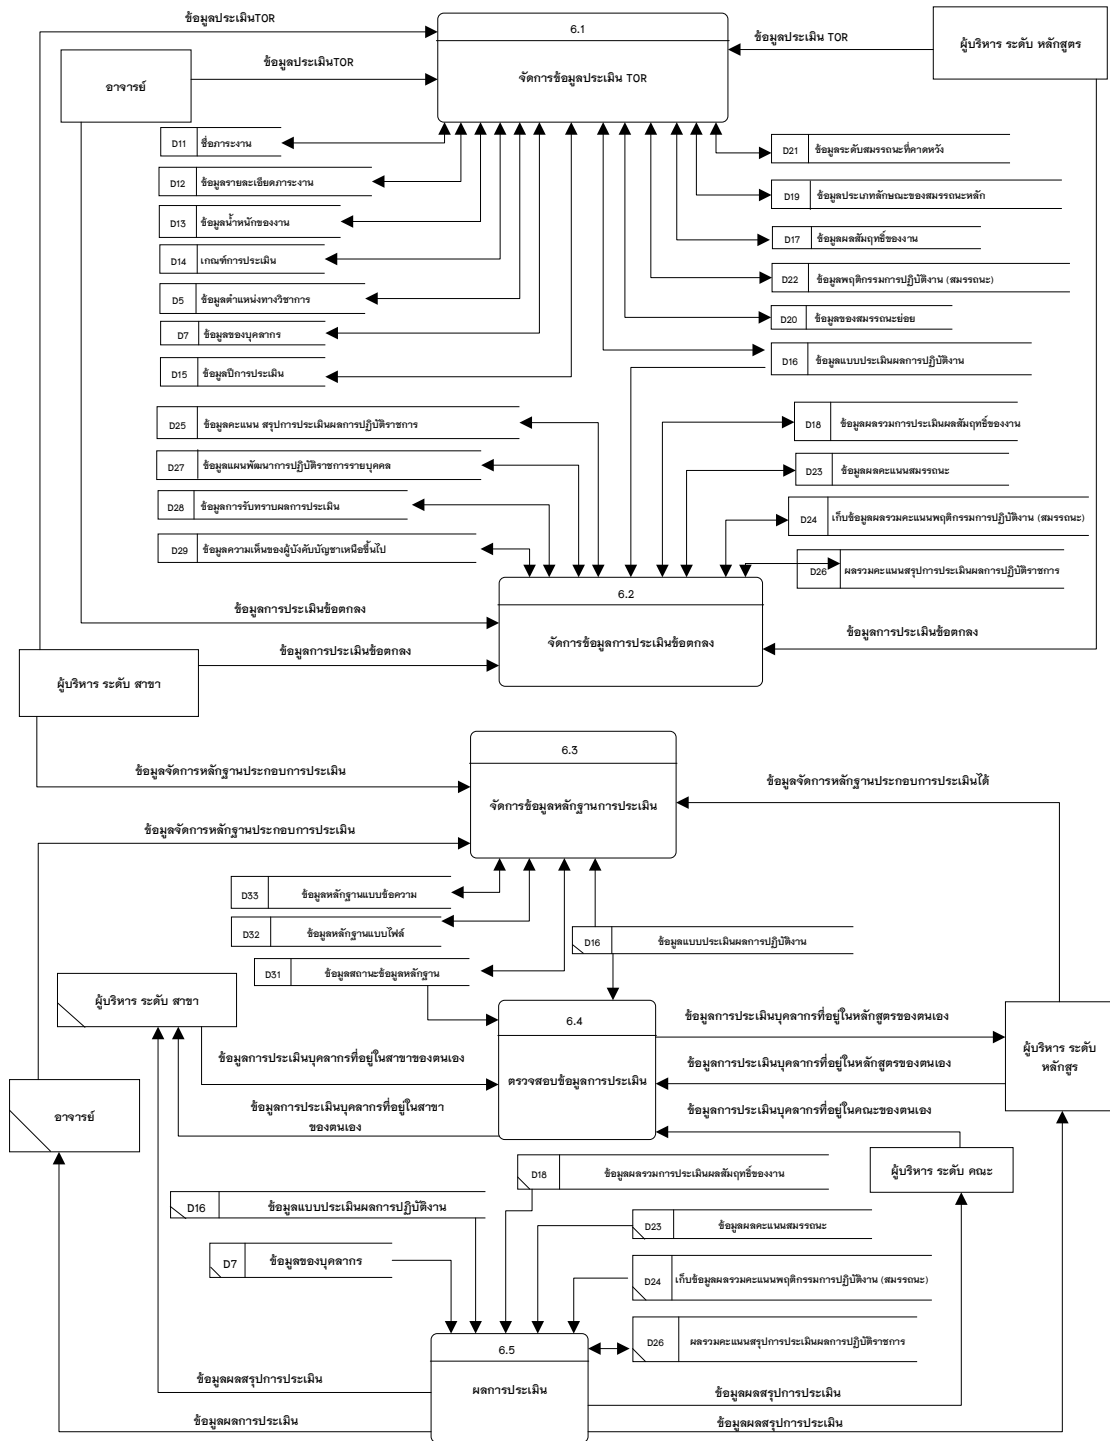 ข้อมูลประเมินTOR
6.1
จัดการข้อมูลประเมิน TOR
ข้อมูลประเมิน TOR
ผู้บริหาร ระดับ หลักสูตร
อาจารย์
ข้อมูลประเมินTOR
D11 ชื่อภาระงาน
D12 ข้อมูลรายละเอียดภาระงาน
D13 ข้อมูลน้ำหนักของงาน
D14 เกณฑ์การประเมิน
D5 ข้อมูลตำแหน่งทางวิชาการ
D7 ข้อมูลของบุคลากร
D15 ข้อมูลปีการประเมิน
D21 ข้อมูลระดับสมรรถนะที่คาดหวัง
D19 ข้อมูลประเภทลักษณะของสมรรถนะหลัก
D17 ข้อมูลผลสัมฤทธิ์ของงาน
D22 ข้อมูลพฤติกรรมการปฏิบัติงาน (สมรรถนะ)
D20 ข้อมูลของสมรรถนะย่อย
D16 ข้อมูลแบบประเมินผลการปฏิบัติงาน
D25 ข้อมูลคะแนน สรุปการประเมินผลการปฏิบัติราชการ
D27 ข้อมูลแผนพัฒนาการปฏิบัติราชการรายบุคคล
D28 ข้อมูลการรับทราบผลการประเมิน
D29 ข้อมูลความเห็นของผู้บังคับบัญชาเหนือขึ้นไป
D18 ข้อมูลผลรวมการประเมินผลสัมฤทธิ์ของงาน
D23 ข้อมูลผลคะแนนสมรรถนะ
D24 เก็บข้อมูลผลรวมคะแนนพฤติกรรมการปฏิบัติงาน (สมรรถนะ)
D26 ผลรวมคะแนนสรุปการประเมินผลการปฏิบัติราชการ
6.2
จัดการข้อมูลการประเมินข้อตกลง
ข้อมูลการประเมินข้อตกลง
ข้อมูลการประเมินข้อตกลง
ข้อมูลการประเมินข้อตกลง
ผู้บริหาร ระดับ สาขา
6.3
จัดการข้อมูลหลักฐานการประเมิน
ข้อมูลจัดการหลักฐานประกอบการประเมิน
ข้อมูลจัดการหลักฐานประกอบการประเมินได้
ข้อมูลจัดการหลักฐานประกอบการประเมิน
D33 ข้อมูลหลักฐานแบบข้อความ
D32 ข้อมูลหลักฐานแบบไฟล์
D31 ข้อมูลสถานะข้อมูลหลักฐาน
D16 ข้อมูลแบบประเมินผลการปฏิบัติงาน
ผู้บริหาร ระดับ สาขา
6.4
ตรวจสอบข้อมูลการประเมิน
ข้อมูลการประเมินบุคลากรที่อยู่ในหลักสูตรของตนเอง
ข้อมูลการประเมินบุคลากรที่อยู่ในหลักสูตรของตนเอง
ข้อมูลการประเมินบุคลากรที่อยู่ในคณะของตนเอง
ผู้บริหาร ระดับ
หลักสูร
ข้อมูลการประเมินบุคลากรที่อยู่ในสาขาของตนเอง
ข้อมูลการประเมินบุคลากรที่อยู่ในสาขา
ของตนเอง
อาจารย์
ผู้บริหาร ระดับ คณะ
D18 ข้อมูลผลรวมการประเมินผลสัมฤทธิ์ของงาน
D16 ข้อมูลแบบประเมินผลการปฏิบัติงาน
D23 ข้อมูลผลคะแนนสมรรถนะ
D7 ข้อมูลของบุคลากร
D24 เก็บข้อมูลผลรวมคะแนนพฤติกรรมการปฏิบัติงาน (สมรรถนะ)
D26 ผลรวมคะแนนสรุปการประเมินผลการปฏิบัติราชการ
6.5
ผลการประเมิน
ข้อมูลผลสรุปการประเมิน
ข้อมูลผลการประเมิน
ข้อมูลผลสรุปการประเมิน
ข้อมูลผลสรุปการประเมิน